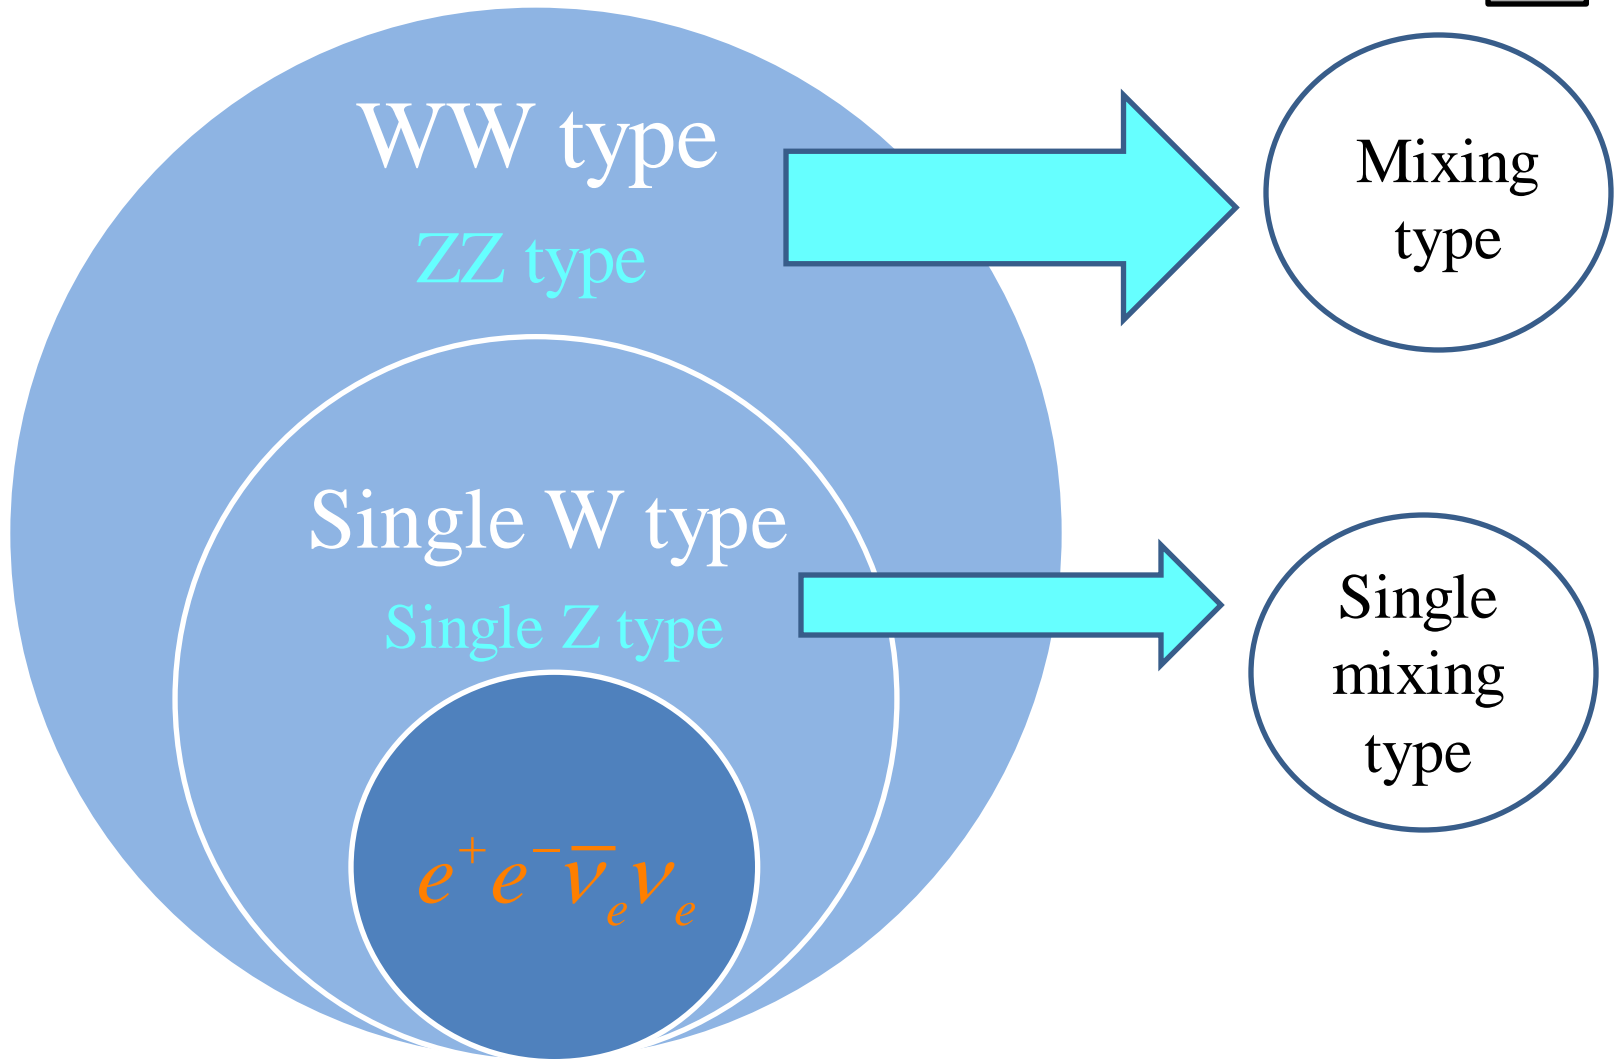 WW type
ZZ type
Mixing
type
Single W type
Single Z type
Single
mixing
type
e⁺e⁻ν̅ₑνₑ